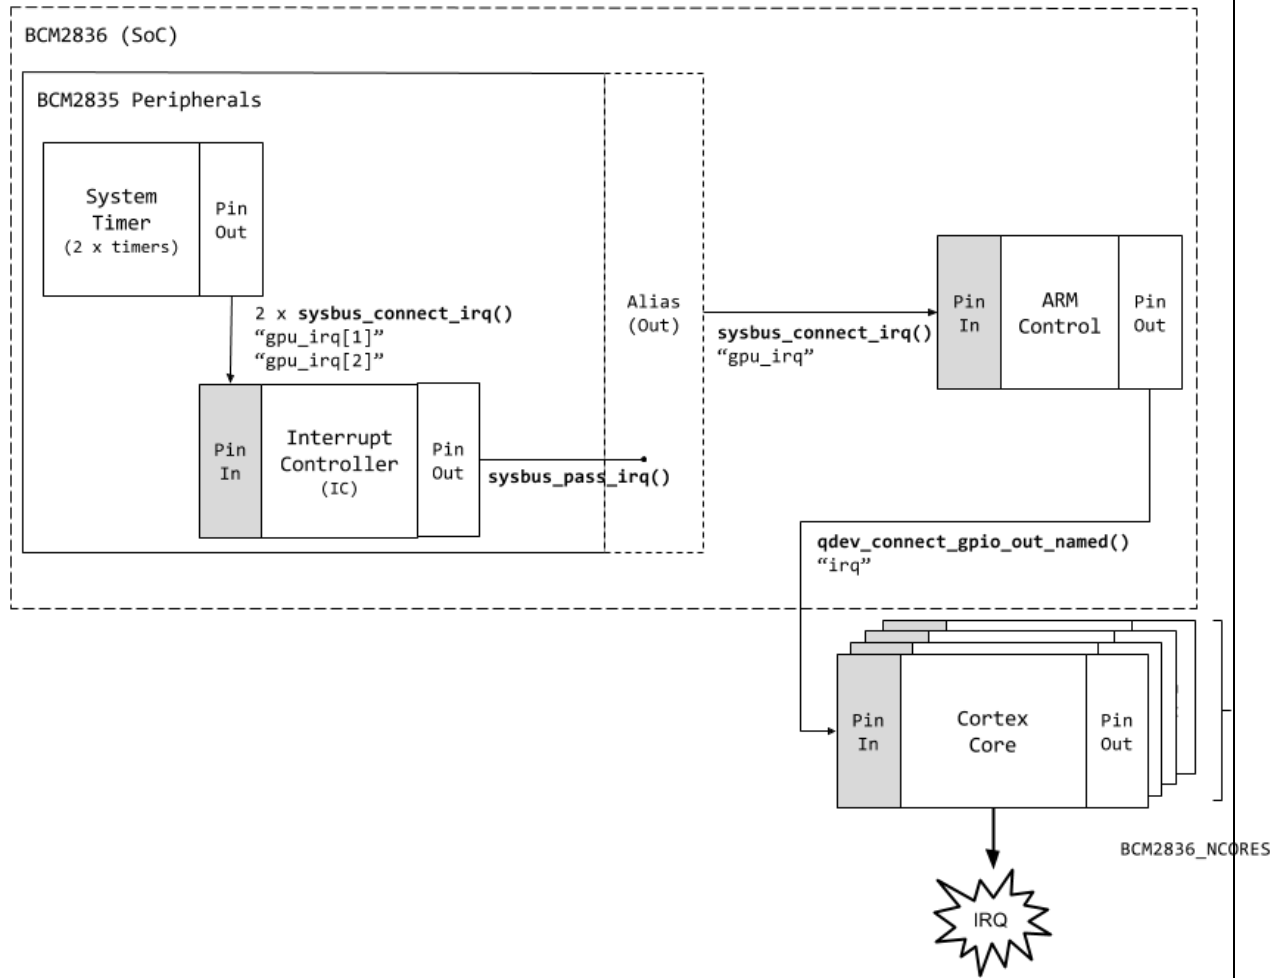 BCM2836 (SoC)
BCM2835 Peripherals
System
Timer
(2 x timers)
Pin
Out
2 x sysbus_connect_irq()
“gpu_irq[1]”
“gpu_irq[2]”
Pin
In
Interrupt
Controller
(IC)
Pin
Out
sysbus_pass_irq()
Alias
(Out)
sysbus_connect_irq()
“gpu_irq”
Pin
In
ARM
Control
Pin
Out
qdev_connect_gpio_out_named()
“irq”
Pin
In
Cortex
Core
Pin
Out
BCM2836_NCORES
IRQ